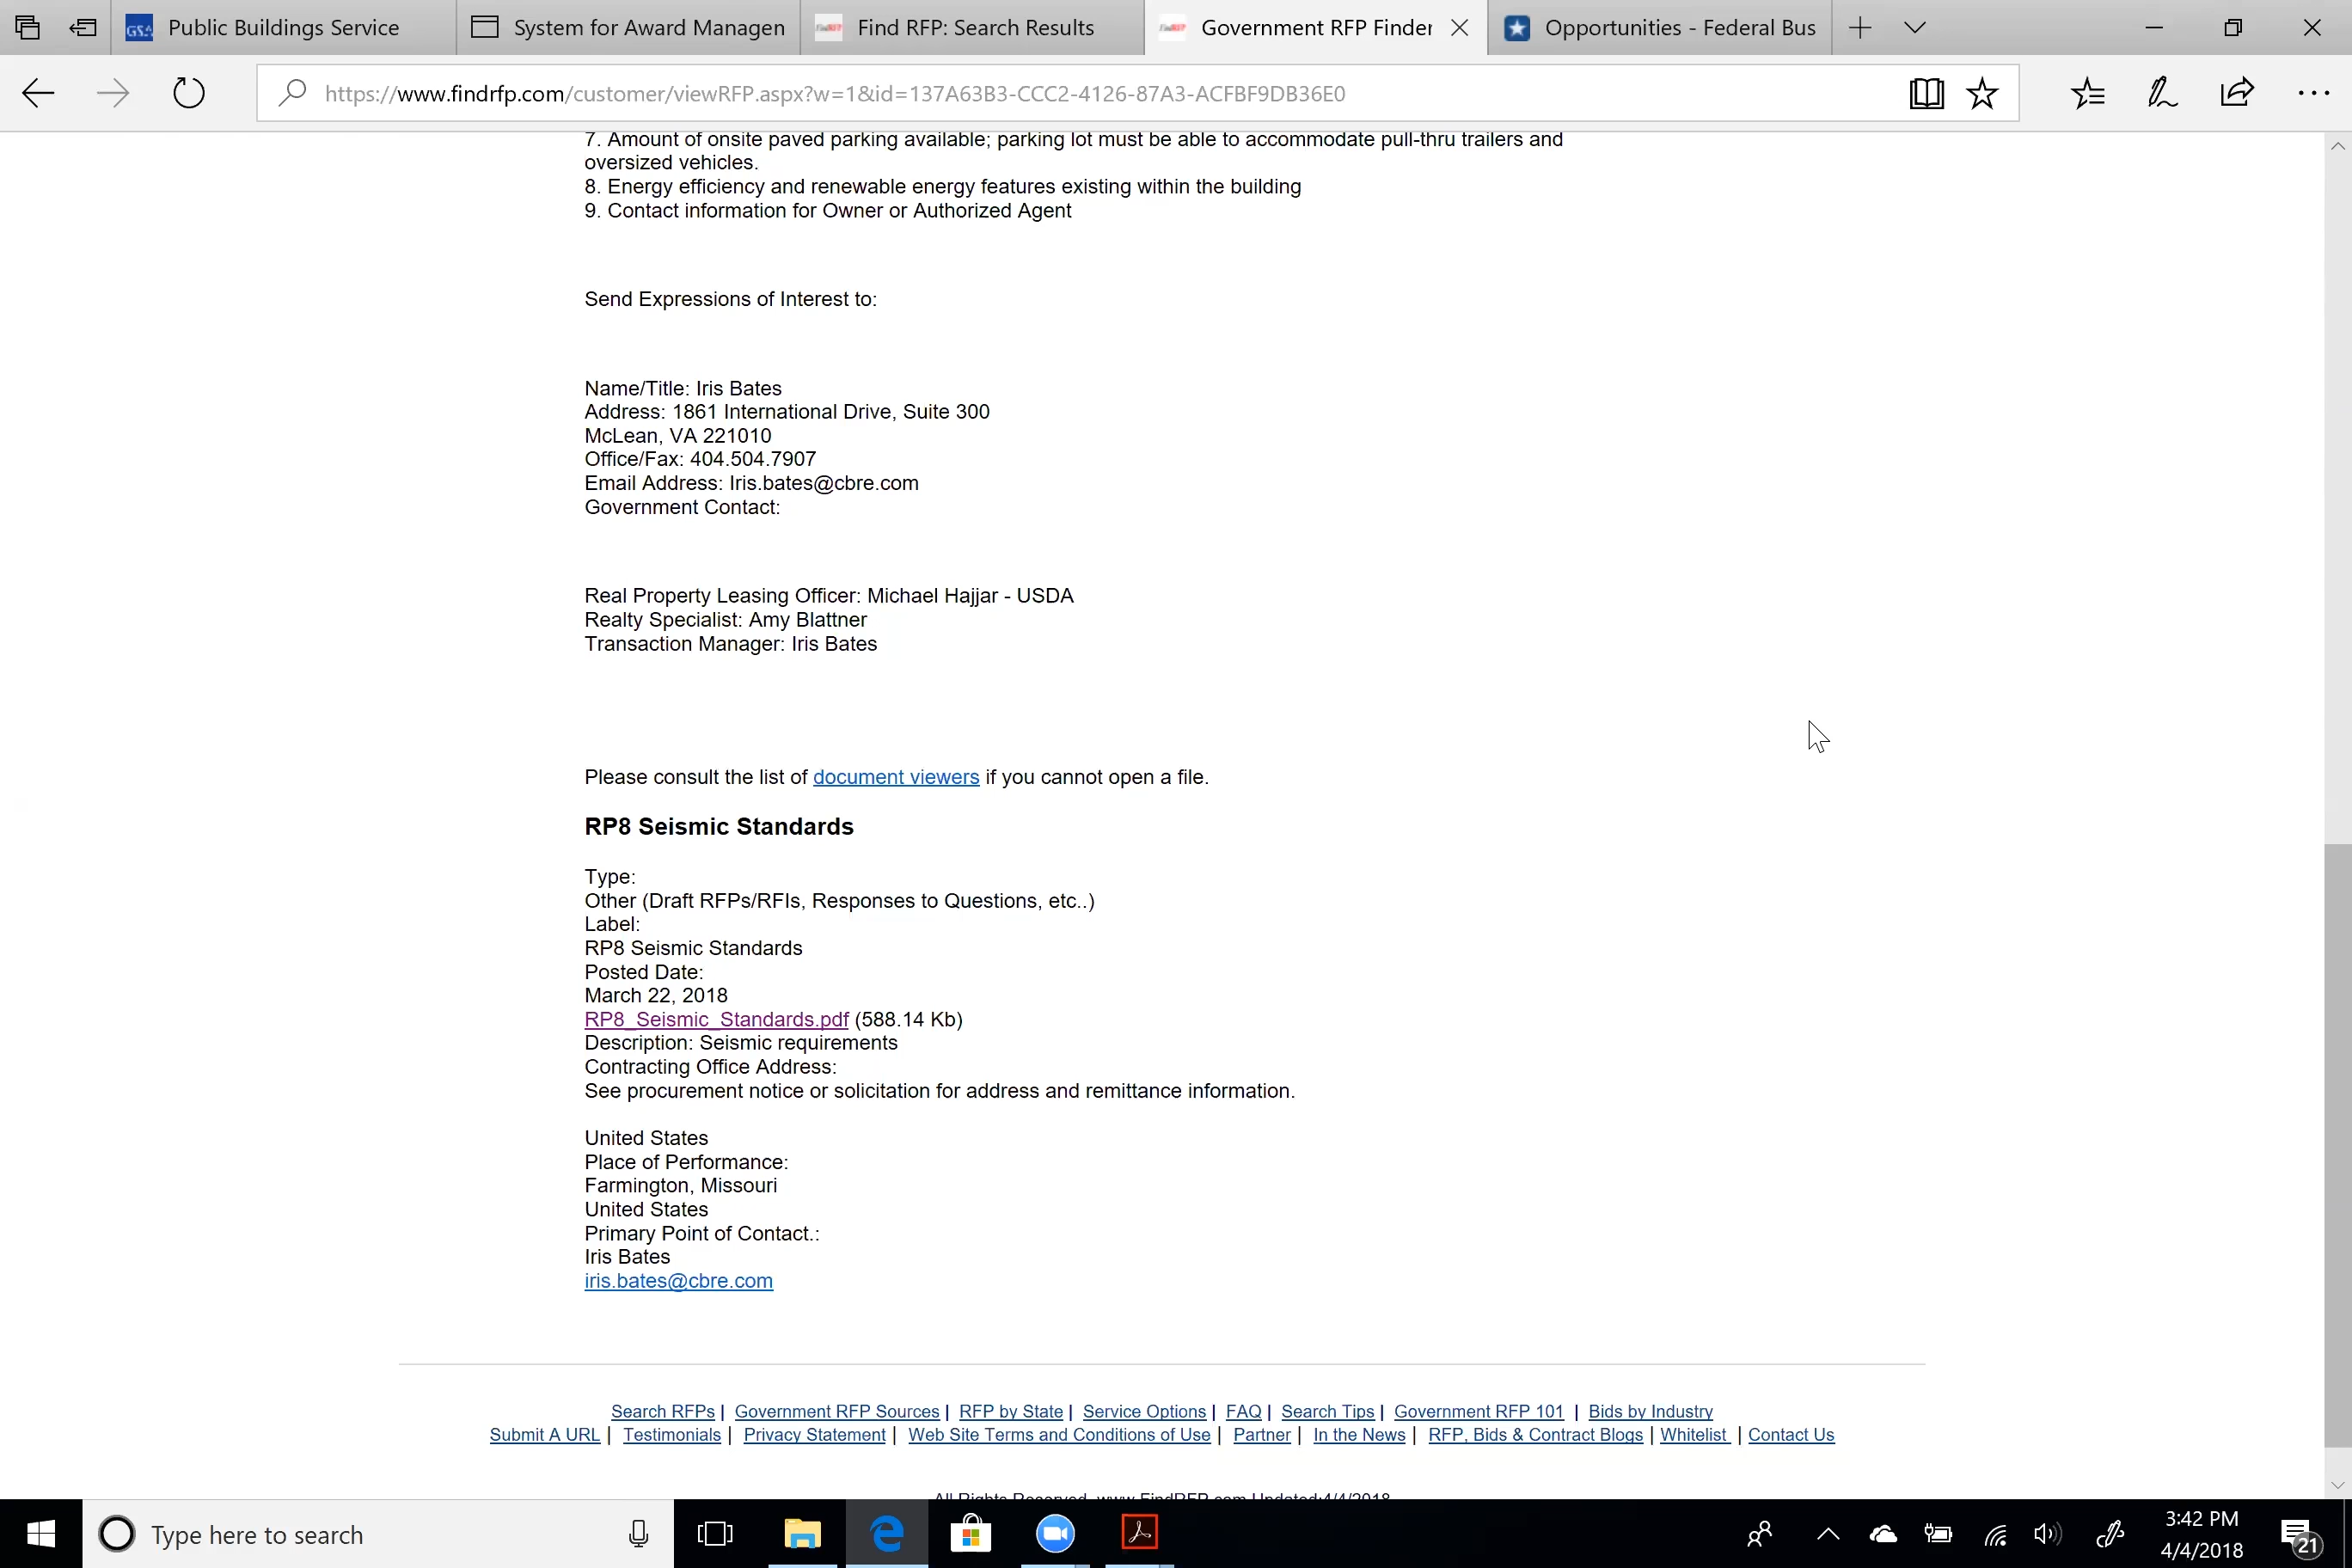 Public Buildings Service
System for Award Managen
Find RFP: Search Results
Government RFP Finder
Opportunities - Federal Bus
https://www.findrfp.com/customer/viewRFP.aspx?w=1&id=137A63B3-CCC2-4126-87A3-ACFBF9DB36E0
7. Amount of onsite paved parking available; parking lot must be able to accommodate pull-thru trailers and
oversized vehicles.
8. Energy efficiency and renewable energy features existing within the building
9. Contact information for Owner or Authorized Agent
Send Expressions of Interest to:
Name/Title: Iris Bates
Address: 1861 International Drive, Suite 300
McLean, VA 221010
Office/Fax: 404.504.7907
Email Address: Iris.bates@cbre.com
Government Contact:
Real Property Leasing Officer: Michael Hajjar - USDA
Realty Specialist: Amy Blattner
Transaction Manager: Iris Bates
Please consult the list of document viewers if you cannot open a file.
RP8 Seismic Standards
Type:
Other (Draft RFPs/RFIs, Responses to Questions, etc..)
Label:
RP8 Seismic Standards
Posted Date:
March 22, 2018
RP8_Seismic_Standards.pdf (588.14 Kb)
Description: Seismic requirements
Contracting Office Address:
See procurement notice or solicitation for address and remittance information.
United States
Place of Performance:
Farmington, Missouri
United States
Primary Point of Contact.:
Iris Bates
iris.bates@cbre.com
Search RFPs | Government RFP Sources | RFP by State | Service Options | FAQ | Search Tips | Government RFP 101 | Bids by Industry
Submit A URL | Testimonials | Privacy Statement | Web Site Terms and Conditions of Use | Partner | In the News | RFP, Bids & Contract Blogs | Whitelist | Contact Us
All Rights Reserved. www.FindRFP.com Updated:4/4/2018
Type here to search
3:42 PM
4/4/2018
21